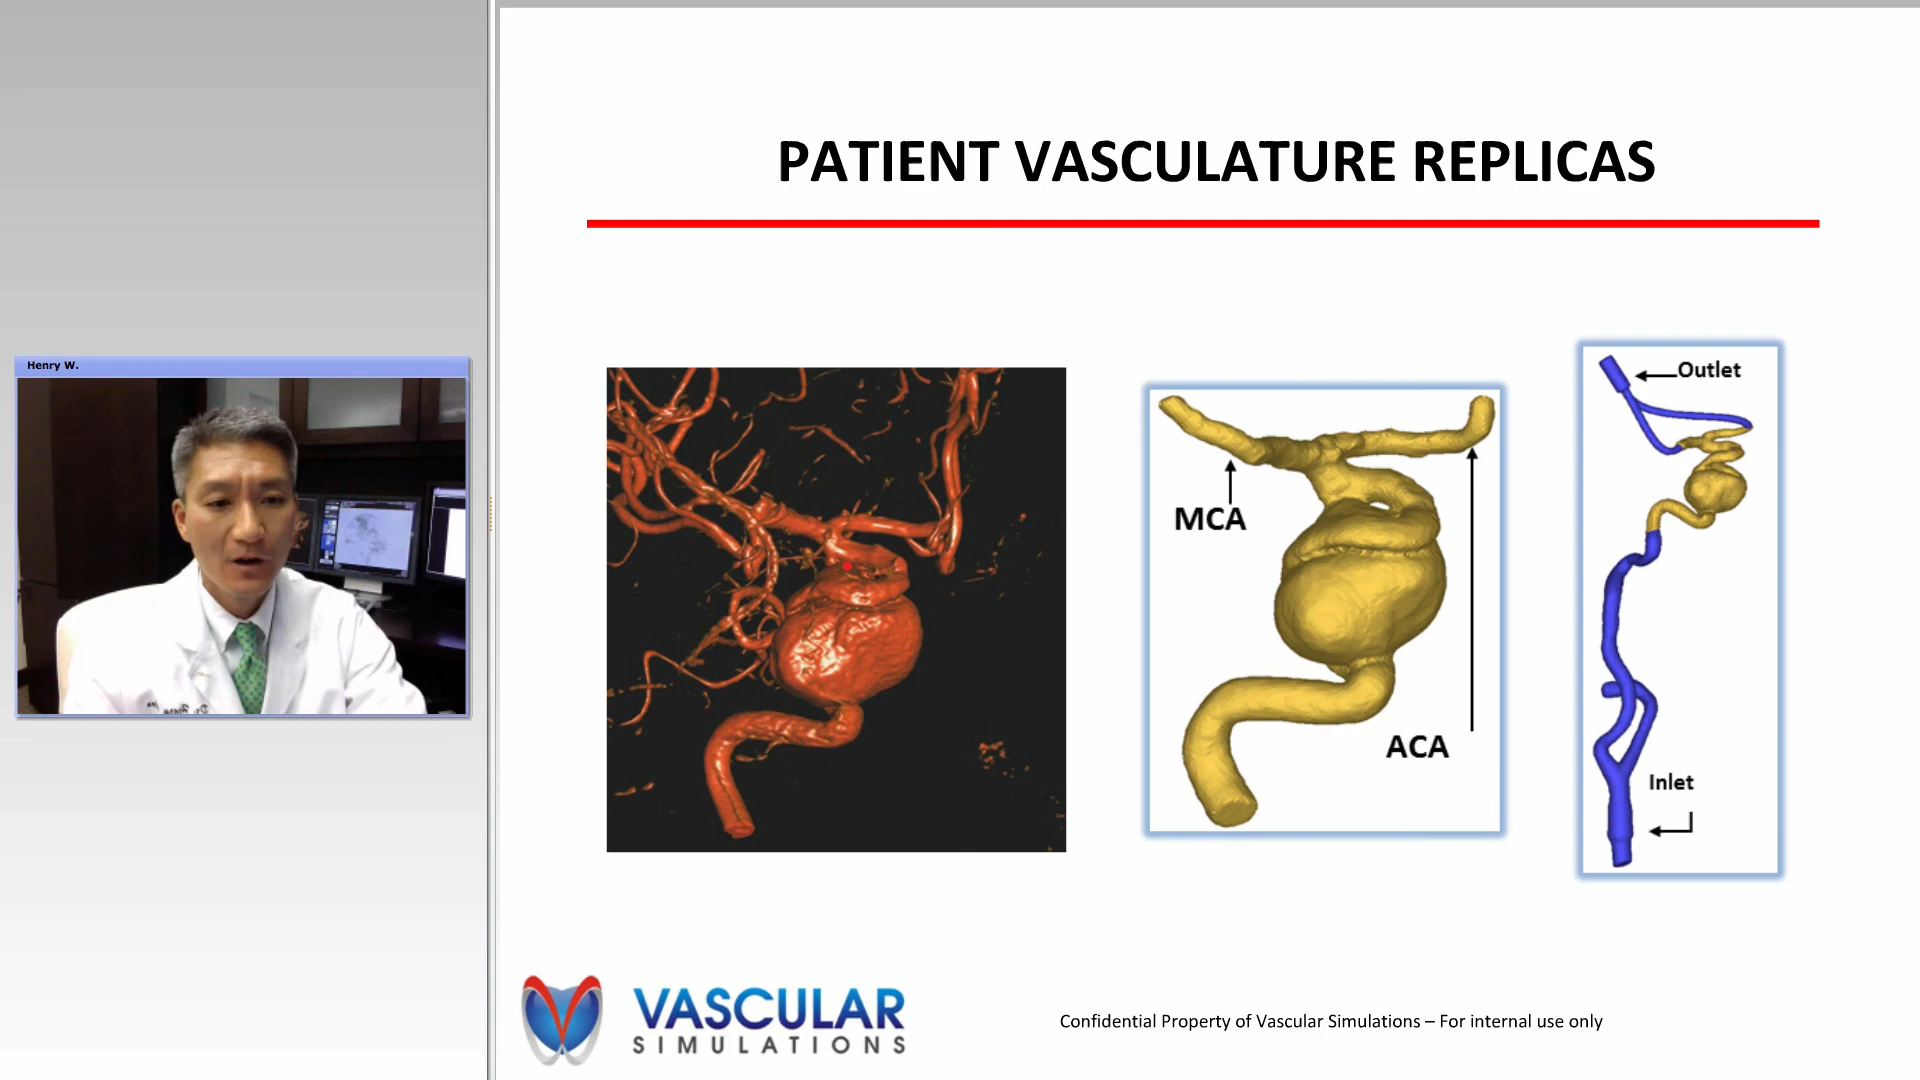 Henry W.
PATIENT VASCULATURE REPLICAS
MCA
ACA
Outlet
Inlet
VASCULAR
SIMULATIONS
Confidential Property of Vascular Simulations – For internal use only